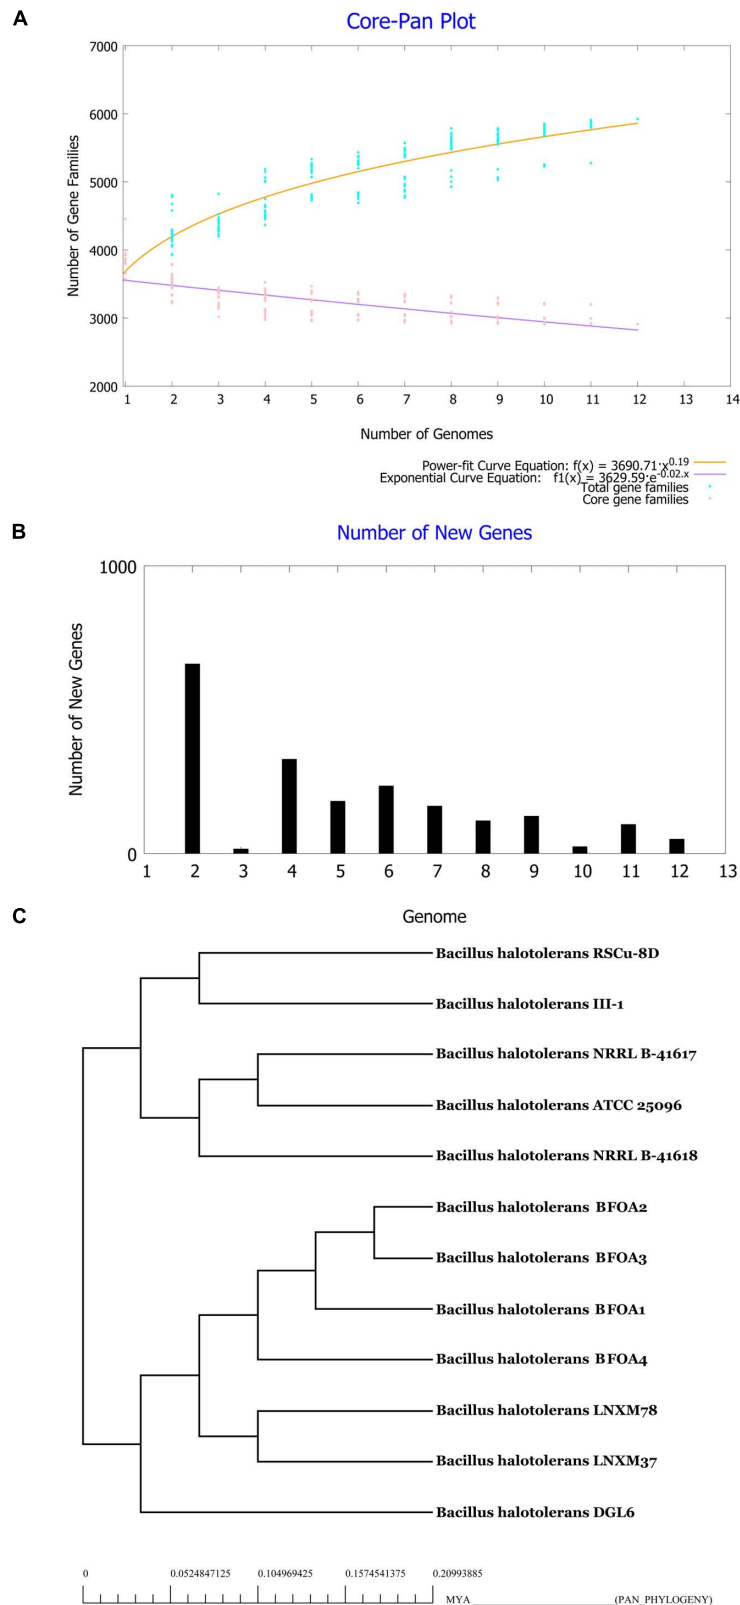 A
Core-Pan Plot
7000
6000
5000
4000
3000
2000
Number of Gene Families
1 2 3 4 5 6 7 8 9 10 11 12 13 14
Number of Genomes
Power-fit Curve Equation: f(x) = 3690.71·x^0.19
Exponential Curve Equation: f1(x) = 3629.59·e^-0.02.x
Total gene families
Core gene families
B
Number of New Genes
1000
0
Number of New Genes
1 2 3 4 5 6 7 8 9 10 11 12 13
Genome
C
Bacillus halotolerans RSCu-8D
Bacillus halotolerans III-1
Bacillus halotolerans NRRL B-41617
Bacillus halotolerans ATCC 25096
Bacillus halotolerans NRRL B-41618
Bacillus halotolerans BFOA2
Bacillus halotolerans BFOA3
Bacillus halotolerans BFOA1
Bacillus halotolerans BFOA4
Bacillus halotolerans LNXM78
Bacillus halotolerans LNXM37
Bacillus halotolerans DGL6
0 0.0524847125 0.104969425 0.1574541375 0.20993885
MYA (PAN_PHYLOGENY)